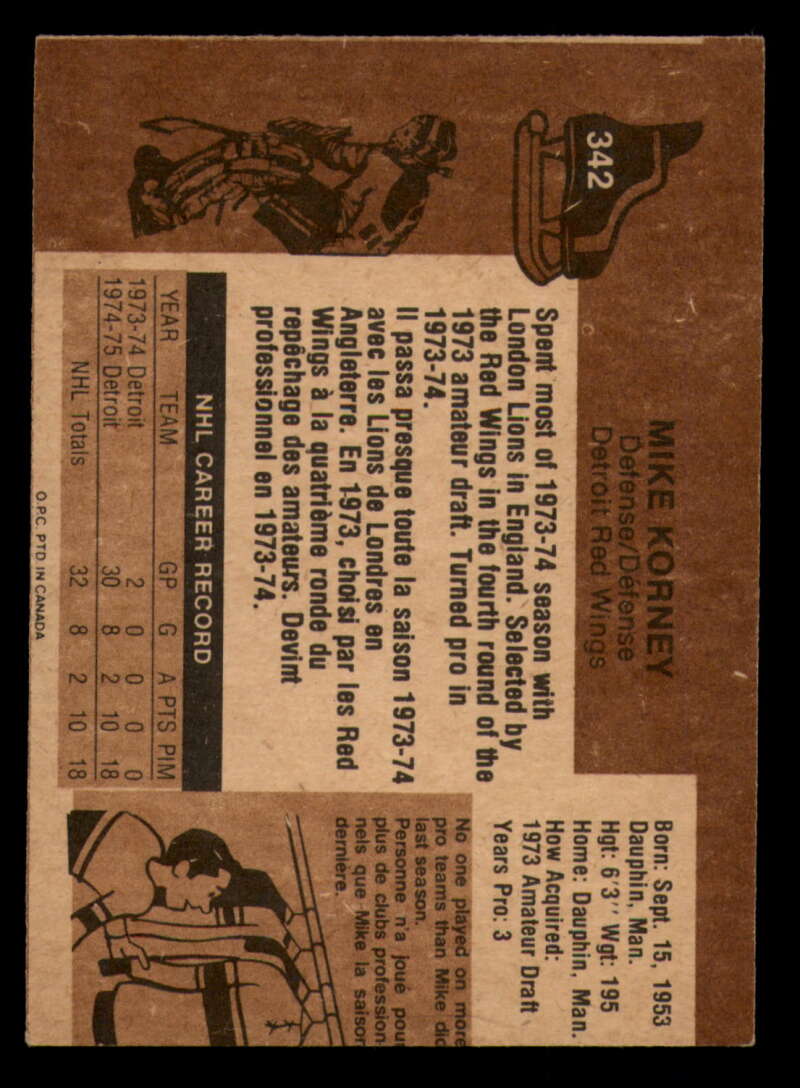 342
MIKE KORNEY
Defense/Défense
Detroit Red Wings
Born: Sept. 15, 1953
Dauphin, Man.
Hgt: 6'3'' Wgt: 195
Home: Dauphin, Man.
How Acquired:
1973 Amateur Draft
Years Pro: 3
Spent most of 1973-74 season with
London Lions in England. Selected by
the Red Wings in the fourth round of the
1973 amateur draft. Turned pro in
1973-74.
Il passa presque toute la saison 1973-74
avec les Lions de Londres en
Angleterre. En 1973, choisi par les Red
Wings à la quatrième ronde du
repêchage des amateurs. Devint
professionnel en 1973-74.
No one played on more
pro teams than Mike did
last season.
Personne n'a joué pour
plus de clubs profession-
nels que Mike la saison
dernière.
NHL CAREER RECORD
YEAR TEAM GP G A PTS PIM
1973-74 Detroit 2 0 0 0 0
1974-75 Detroit 30 8 2 10 18
NHL Totals 32 8 2 10 18
O.P.C. PTD IN CANADA